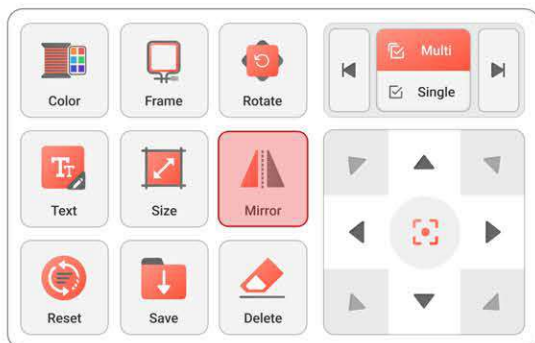 Color
Frame
Rotate
Multi
Single
Text
Size
Mirror
Reset
Save
Delete